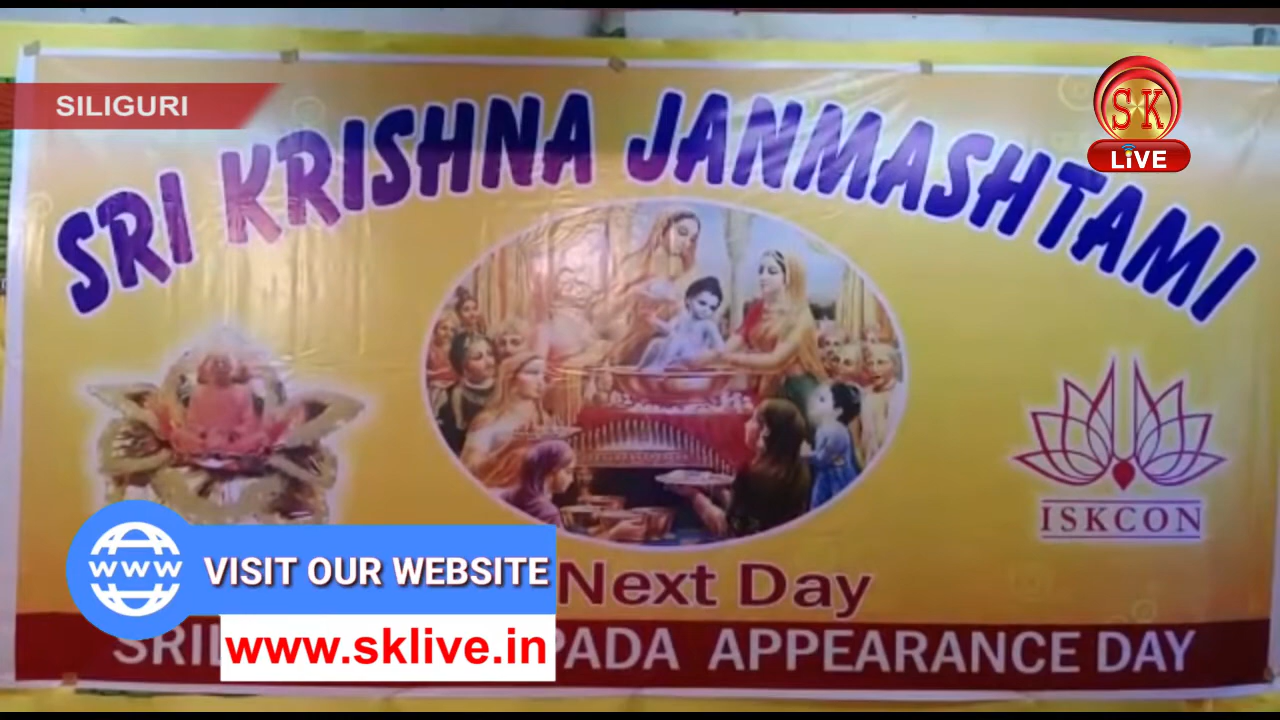 SILIGURI
SK
LIVE
SRI KRISHNA JANMASHTAMI
ISKCON
www
VISIT OUR WEBSITE
www.sklive.in
Next Day
SRIL PADA APPEARANCE DAY